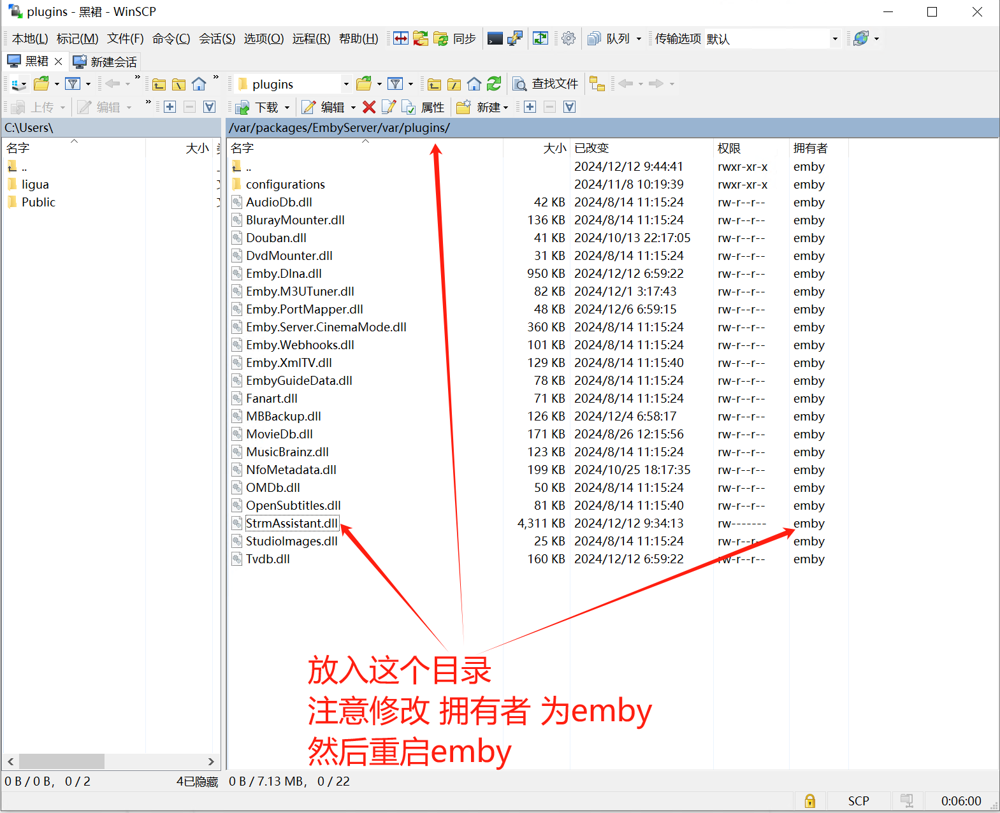 plugins - 黑裙 - WinSCP
本地(L) 标记(M) 文件(F) 命令(C) 会话(S) 选项(O) 远程(R) 帮助(H) 同步 队列 传输选项 默认
黑裙 新建会话
plugins 查找文件
上传 编辑 下载 编辑 属性 新建
C:\Users\ /var/packages/EmbyServer/var/plugins/
名字 大小 名字 大小 已改变 权限 拥有者
.. .. 2024/12/12 9:44:41 rwxr-xr-x emby
ligua configurations 2024/11/8 10:19:39 rwxr-xr-x emby
Public AudioDb.dll 42 KB 2024/8/14 11:15:24 rw-r--r-- emby
BlurayMounter.dll 136 KB 2024/8/14 11:15:24 rw-r--r-- emby
Douban.dll 41 KB 2024/10/13 22:17:05 rw-r--r-- emby
DvdMounter.dll 31 KB 2024/8/14 11:15:24 rw-r--r-- emby
Emby.Dlna.dll 950 KB 2024/12/12 6:59:22 rw-r--r-- emby
Emby.M3UTuner.dll 82 KB 2024/12/1 3:17:43 rw-r--r-- emby
Emby.PortMapper.dll 48 KB 2024/12/6 6:59:15 rw-r--r-- emby
Emby.Server.CinemaMode.dll 360 KB 2024/8/14 11:15:24 rw-r--r-- emby
Emby.Webhooks.dll 101 KB 2024/8/14 11:15:24 rw-r--r-- emby
Emby.XmlTV.dll 129 KB 2024/8/14 11:15:40 rw-r--r-- emby
EmbyGuideData.dll 78 KB 2024/8/14 11:15:24 rw-r--r-- emby
Fanart.dll 71 KB 2024/8/14 11:15:24 rw-r--r-- emby
MBBackup.dll 126 KB 2024/12/4 6:58:17 rw-r--r-- emby
MovieDb.dll 171 KB 2024/8/26 12:15:56 rw-r--r-- emby
MusicBrainz.dll 123 KB 2024/8/14 11:15:24 rw-r--r-- emby
NfoMetadata.dll 199 KB 2024/10/25 18:17:35 rw-r--r-- emby
OMDb.dll 50 KB 2024/8/14 11:15:24 rw-r--r-- emby
OpenSubtitles.dll 81 KB 2024/8/14 11:15:40 rw-r--r-- emby
StrmAssistant.dll 4,311 KB 2024/12/12 9:34:13 rw------- emby
StudioImages.dll 25 KB 2024/8/14 11:15:24 rw-r--r-- emby
Tvdb.dll 160 KB 2024/12/12 6:59:22 rw-r--r-- emby
放入这个目录
注意修改 拥有者 为emby
然后重启emby
0 B / 0 B, 0 / 2 4已隐藏 0 B / 7.13 MB, 0 / 22
SCP 0:06:00